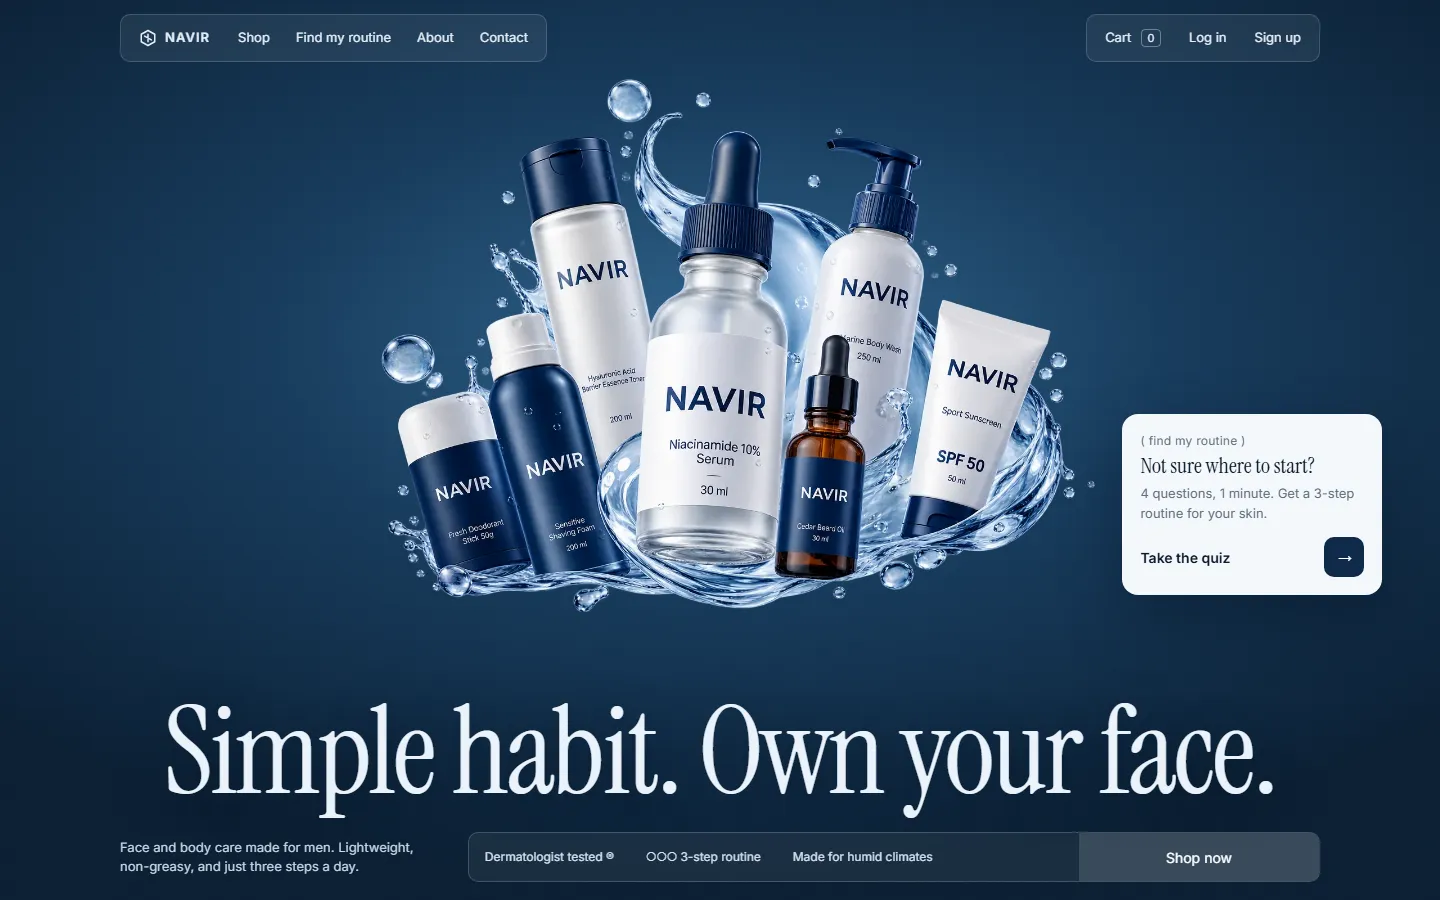 NAVIR Shop Find my routine About Contact
Cart 0 Log in Sign up
NAVIR
Hyaluronic Acid
Barrier Essence Toner
200 ml
NAVIR
Marine Body Wash
250 ml
NAVIR
Niacinamide 10%
Serum
30 ml
NAVIR
Sport Sunscreen
SPF 50
50 ml
NAVIR
Fresh Deodorant
Stick 50g
NAVIR
Sensitive
Shaving Foam
200 ml
NAVIR
Cedar Beard Oil
30 ml
( find my routine )
Not sure where to start?
4 questions, 1 minute. Get a 3-step
routine for your skin.
Take the quiz →
Simple habit. Own your face.
Face and body care made for men. Lightweight,
non-greasy, and just three steps a day.
Dermatologist tested ® 3-step routine Made for humid climates Shop now